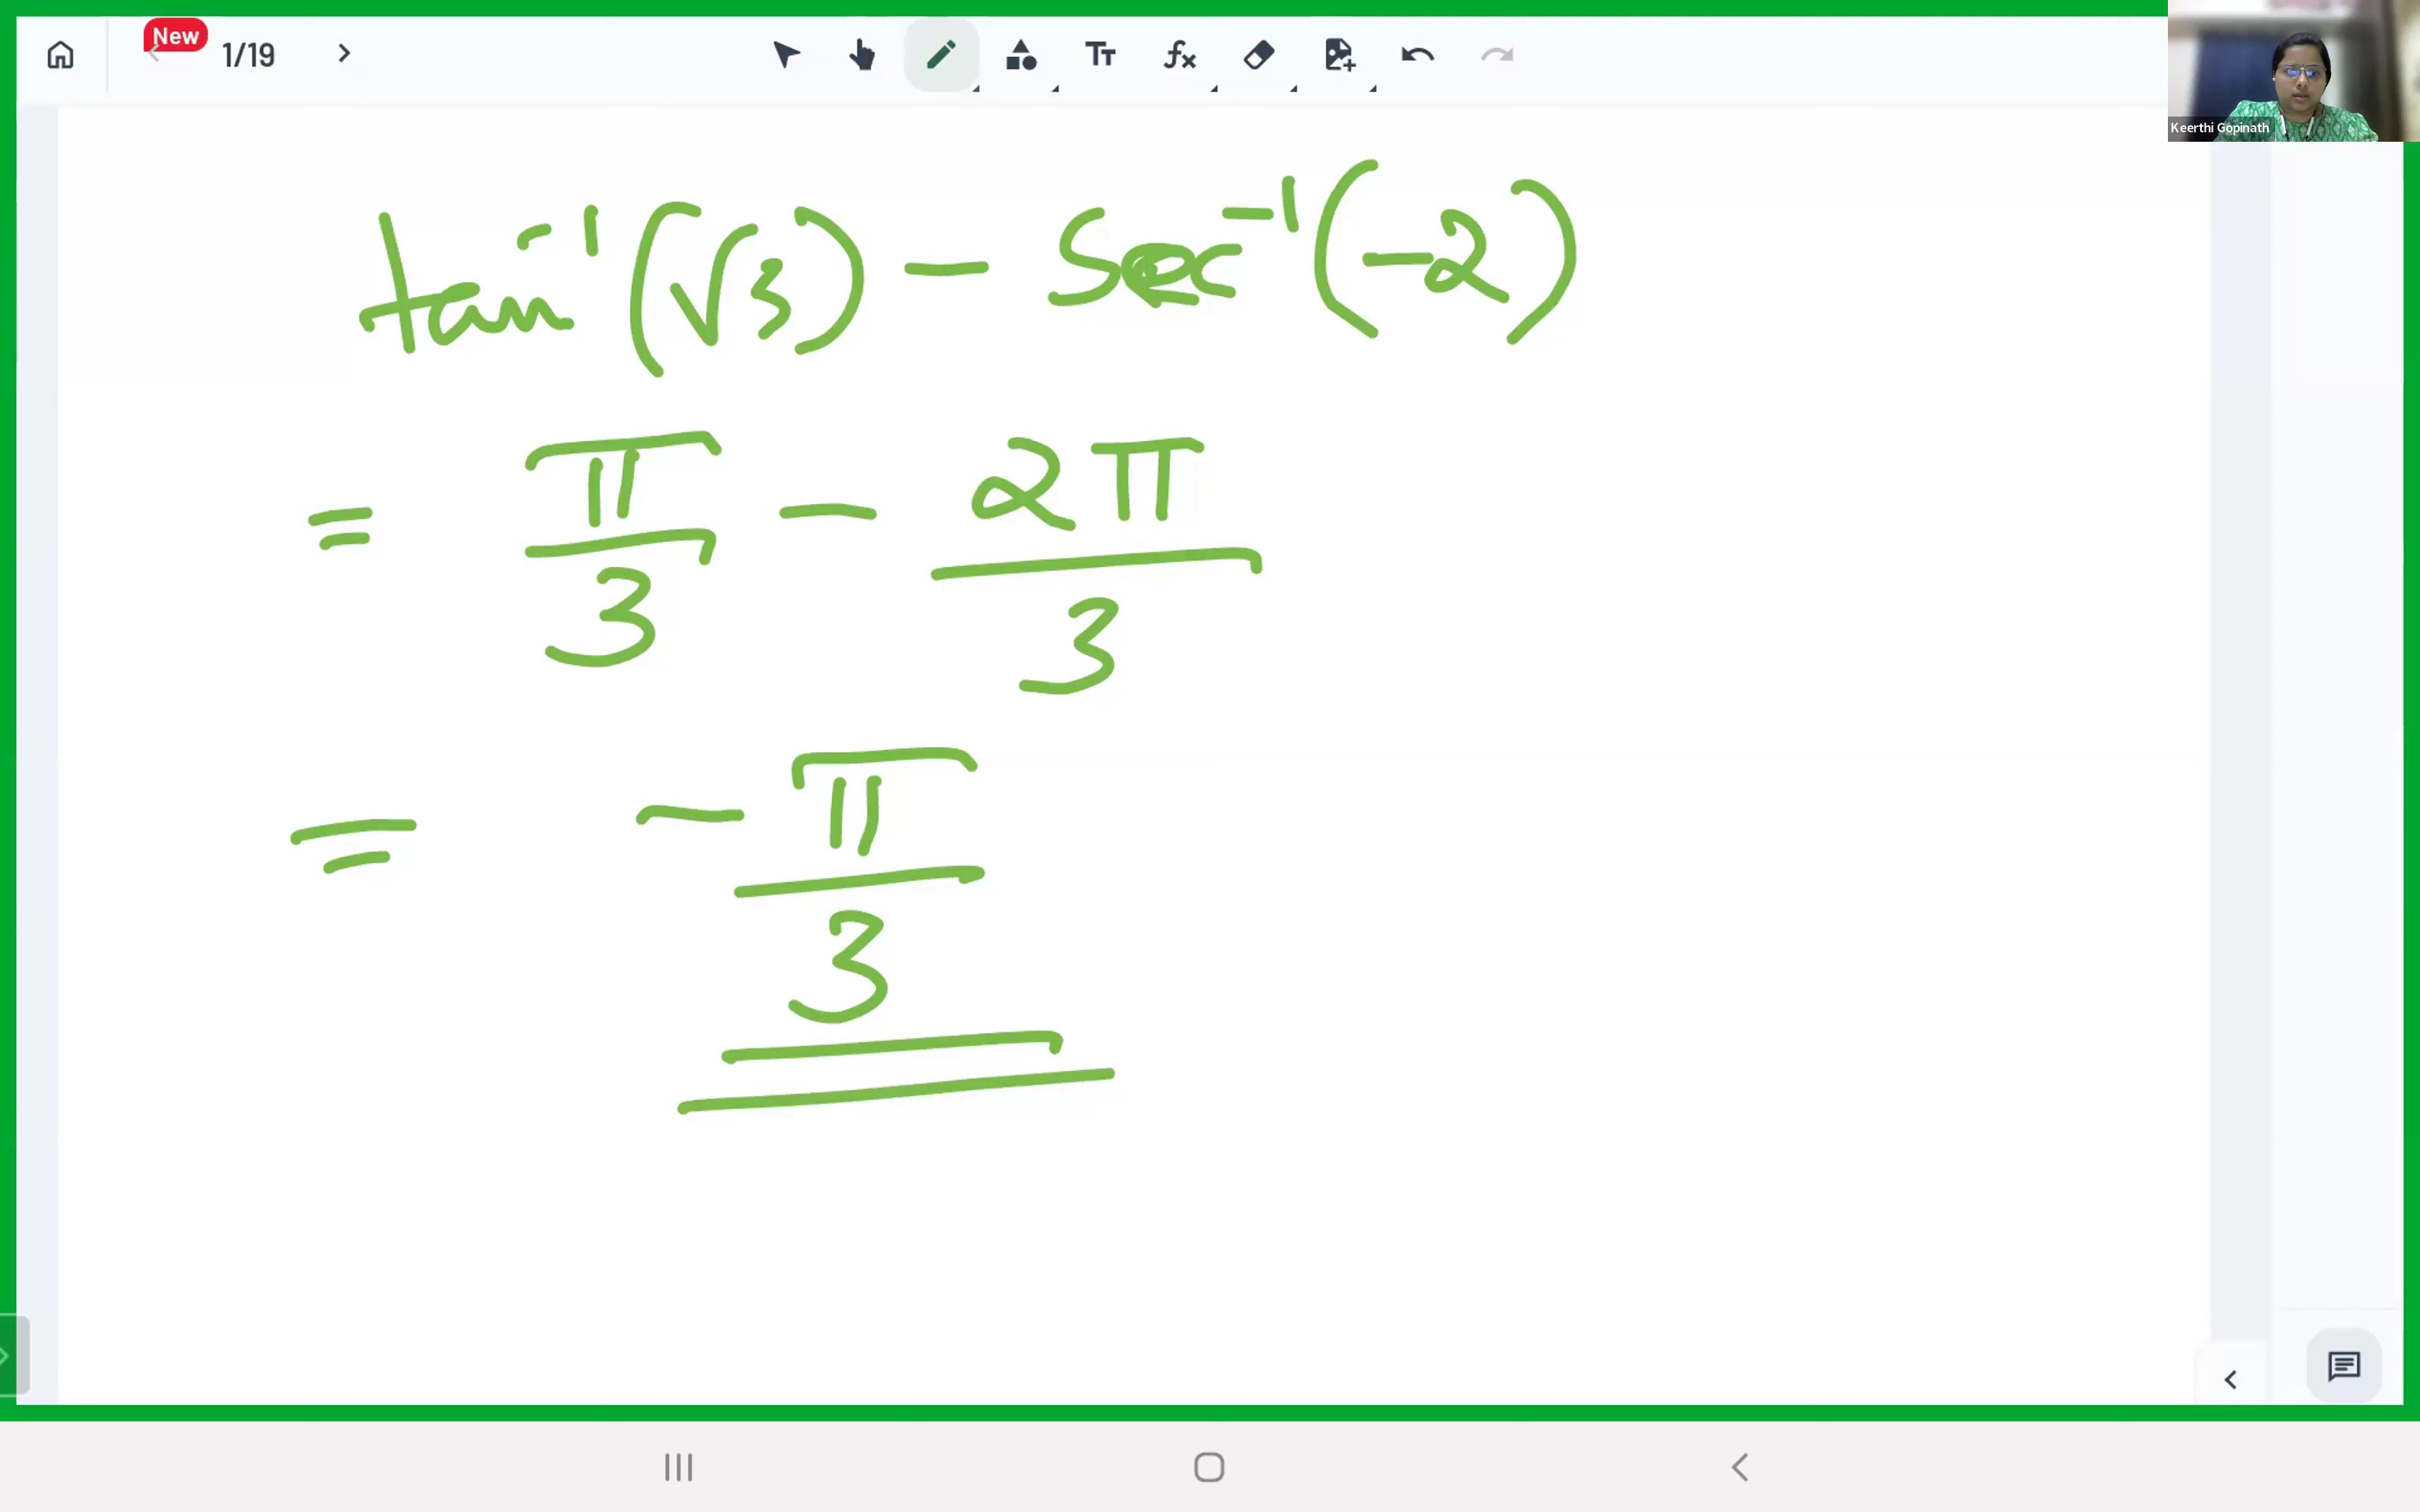 New
1/19
Keerthi Gopinath
tan⁻¹(√3) − Sec⁻¹(−2)
= π/3 − 2π/3
= −π/3